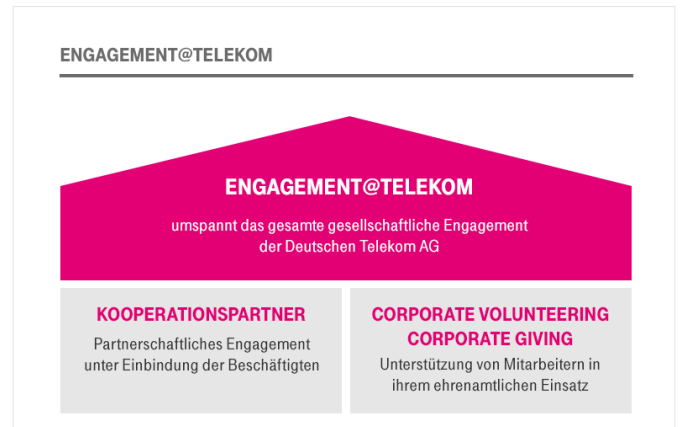 ENGAGEMENT@TELEKOM
ENGAGEMENT@TELEKOM
umspannt das gesamte gesellschaftliche Engagement
der Deutschen Telekom AG
KOOPERATIONSPARTNER
Partnerschaftliches Engagement
unter Einbindung der Beschäftigten
CORPORATE VOLUNTEERING
CORPORATE GIVING
Unterstützung von Mitarbeitern in
ihrem ehrenamtlichen Einsatz